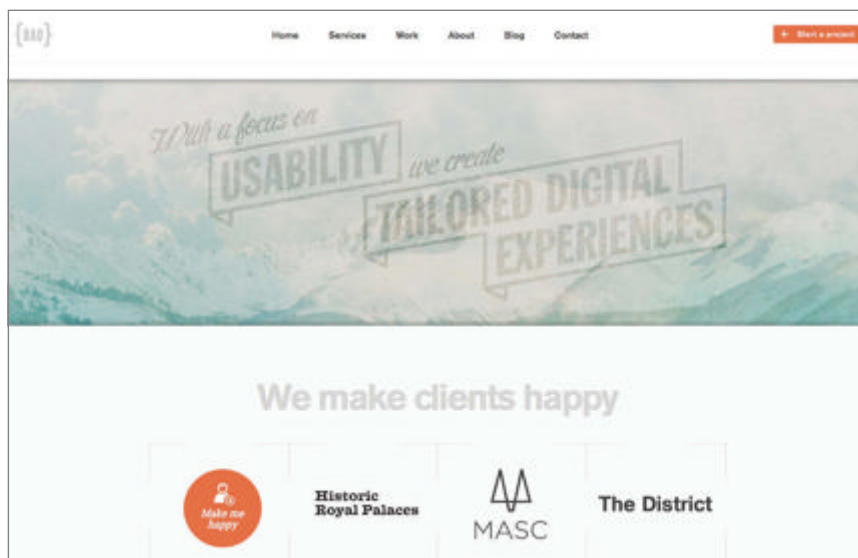 Home Services Work About Blog Contact
With a focus on
USABILITY we create
TAILORED DIGITAL
EXPERIENCES
We make clients happy
Make me
happy
Historic
Royal Palaces
MASC
The District